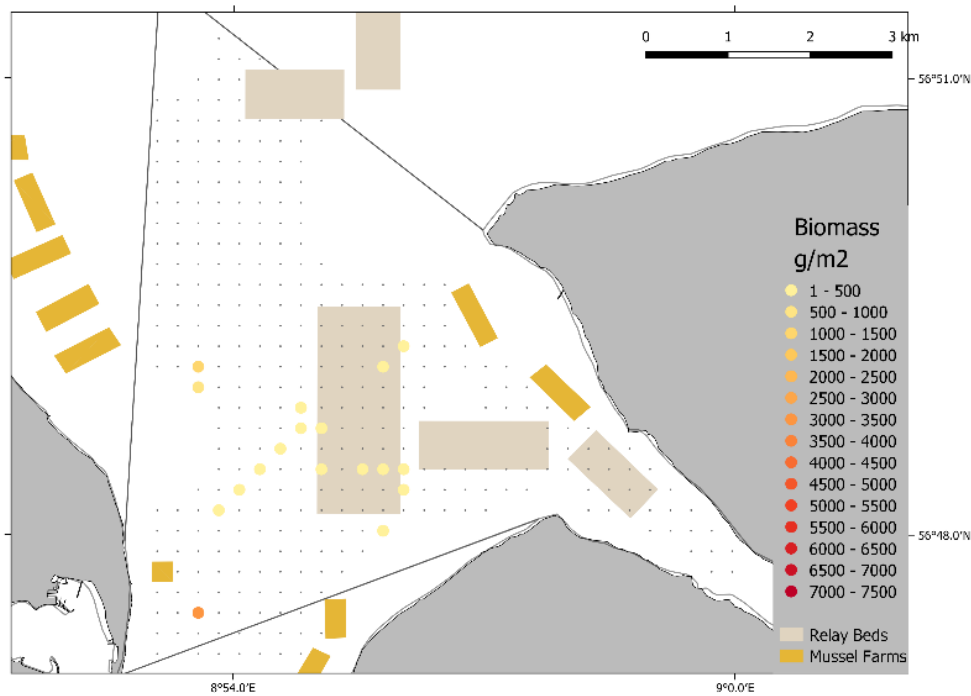 0 1 2 3 km
56°51.0'N
Biomass
g/m2
1 - 500
500 - 1000
1000 - 1500
1500 - 2000
2000 - 2500
2500 - 3000
3000 - 3500
3500 - 4000
4000 - 4500
4500 - 5000
5000 - 5500
5500 - 6000
6000 - 6500
6500 - 7000
7000 - 7500
56°48.0'N
Relay Beds
Mussel Farms
8°54.0'E 9°0.0'E